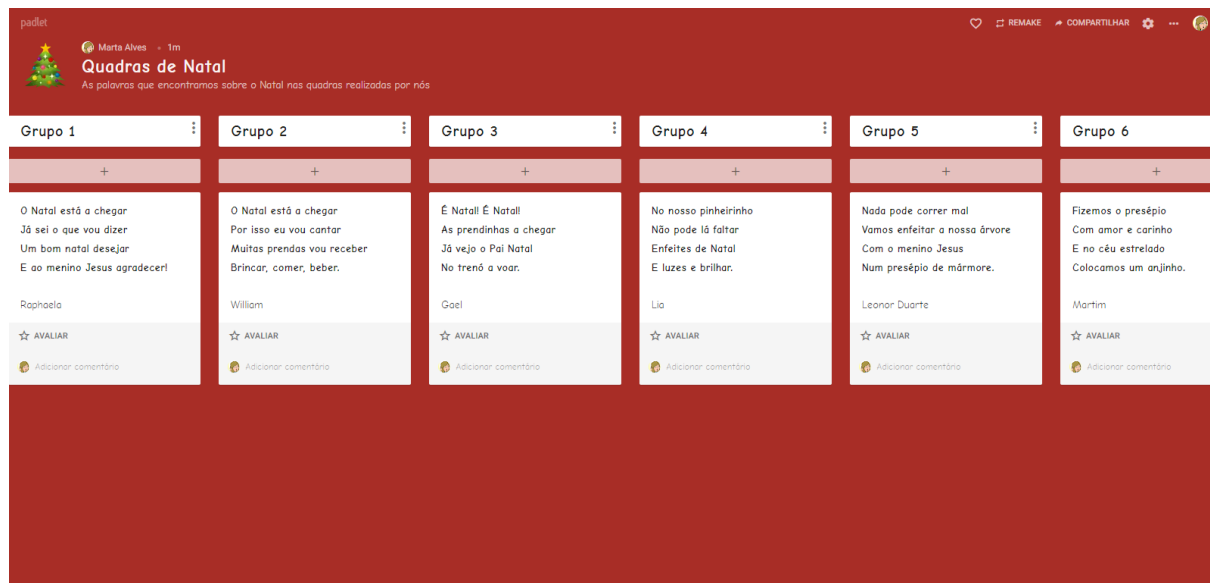 padlet
REMAKE
COMPARTILHAR
Marta Alves • 1m
Quadras de Natal
As palavras que encontramos sobre o Natal nas quadras realizadas por nós
Grupo 1
+
O Natal está a chegar
Já sei o que vou dizer
Um bom natal desejar
E ao menino Jesus agradecer!
Raphaela
AVALIAR
Adicionar comentário
Grupo 2
+
O Natal está a chegar
Por isso eu vou cantar
Muitas prendas vou receber
Brincar, comer, beber.
William
AVALIAR
Adicionar comentário
Grupo 3
+
É Natal! É Natal!
As prendinhas a chegar
Já vejo o Pai Natal
No trenó a voar.
Gael
AVALIAR
Adicionar comentário
Grupo 4
+
No nosso pinheirinho
Não pode lá faltar
Enfeites de Natal
E luzes e brilhar.
Lia
AVALIAR
Adicionar comentário
Grupo 5
+
Nada pode correr mal
Vamos enfeitar a nossa árvore
Com o menino Jesus
Num presépio de mármore.
Leonor Duarte
AVALIAR
Adicionar comentário
Grupo 6
+
Fizemos o presépio
Com amor e carinho
E no céu estrelado
Colocamos um anjinho.
Martim
AVALIAR
Adicionar comentário